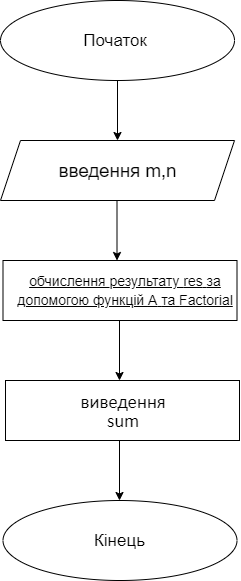 Початок
введення m,n
обчислення результату res за
допомогою функцій A та Factorial
виведення
sum
Кінець